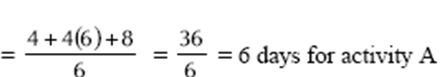 = 4 + 4(6) + 8 / 6 = 36 / 6 = 6 days for activity A